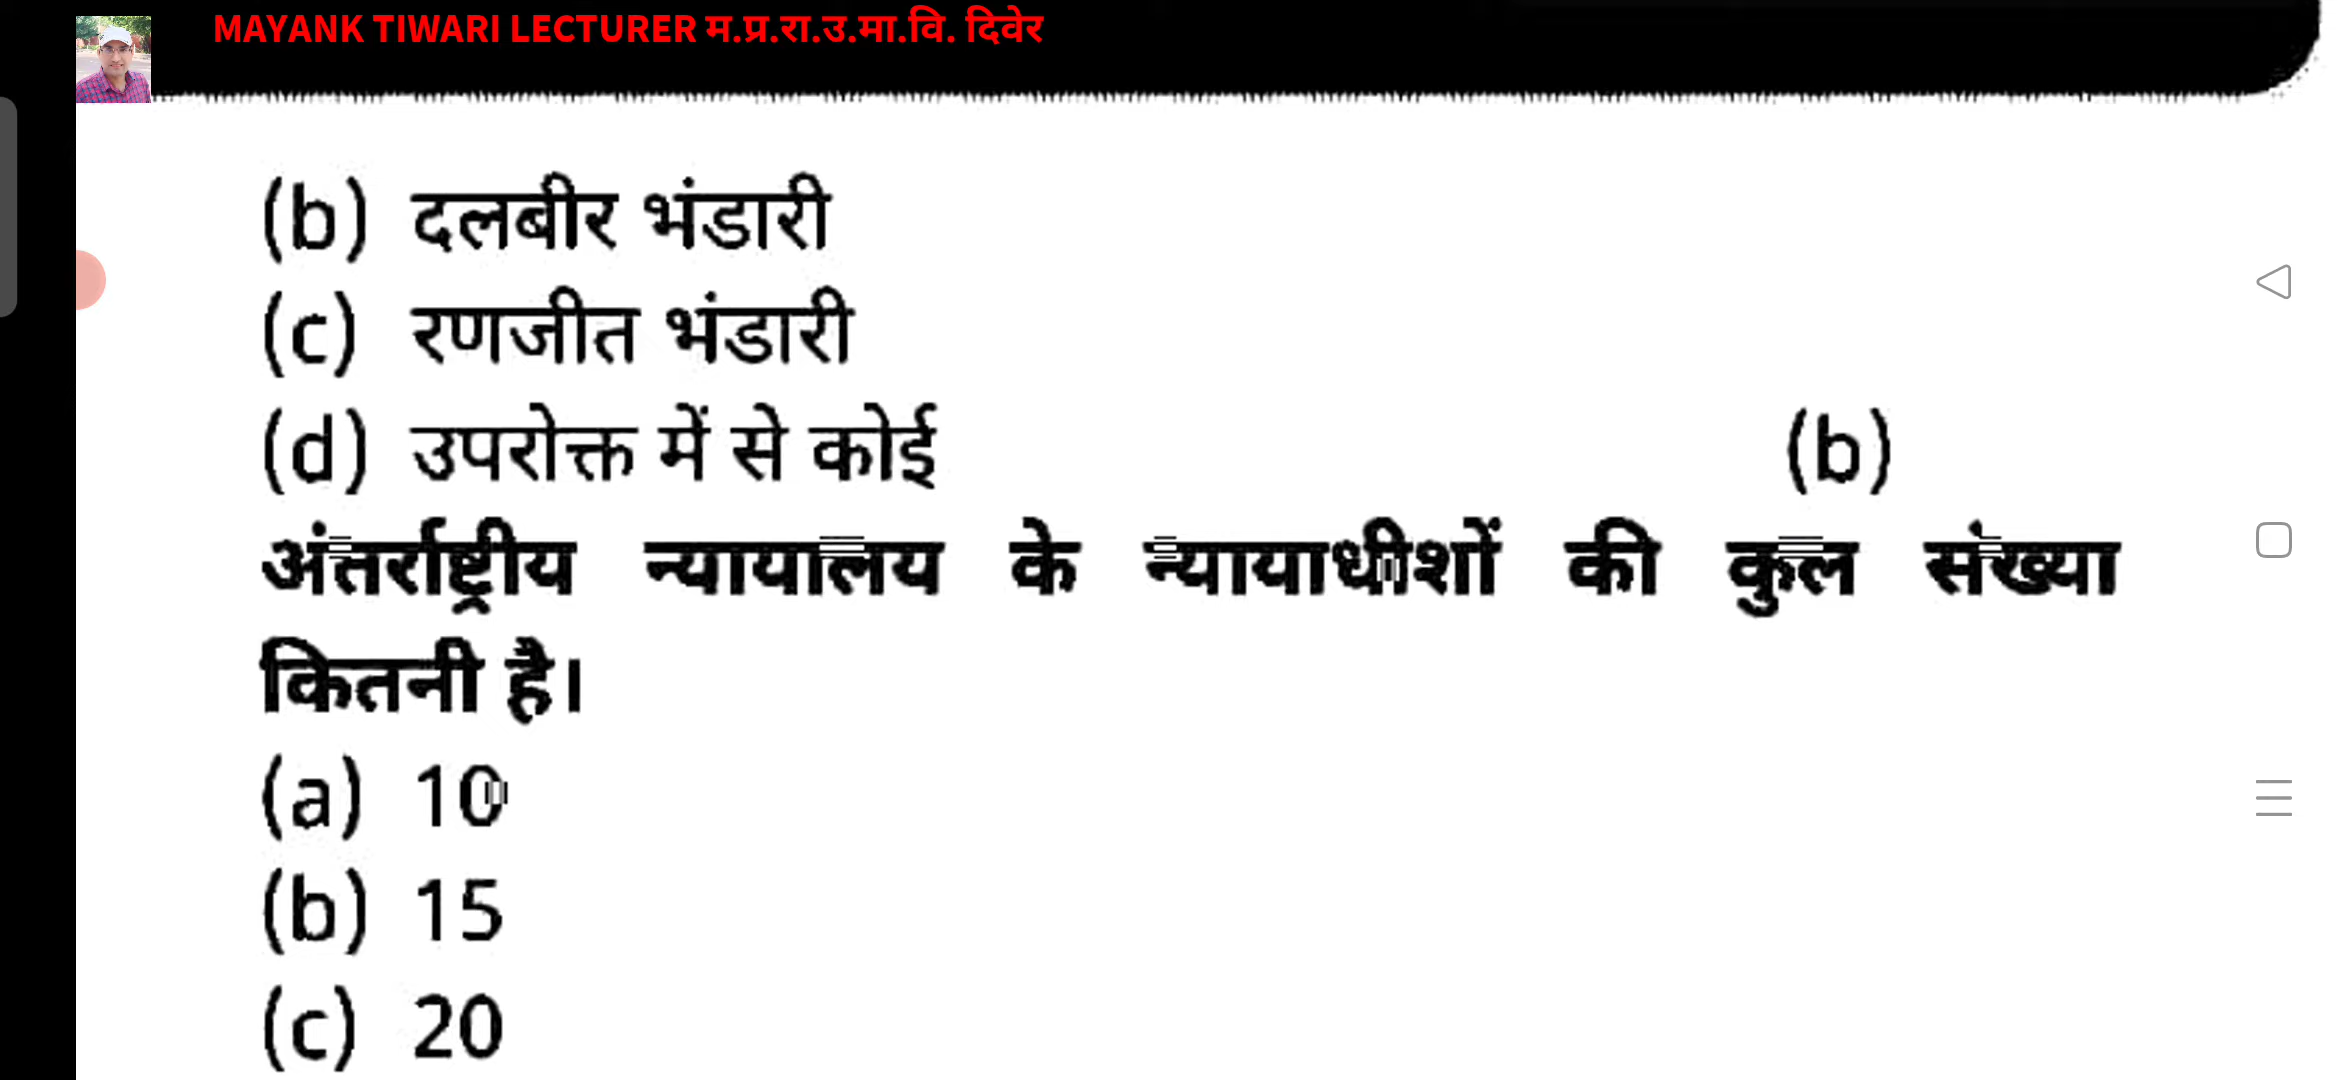 MAYANK TIWARI LECTURER म.प्र.रा.उ.मा.वि. दिवेर
(b) दलबीर भंडारी
(c) रणजीत भंडारी
(d) उपरोक्त में से कोई (b)
अंतर्राष्ट्रीय न्यायालय के न्यायाधीशों की कुल संख्या
कितनी है।
(a) 10
(b) 15
(c) 20